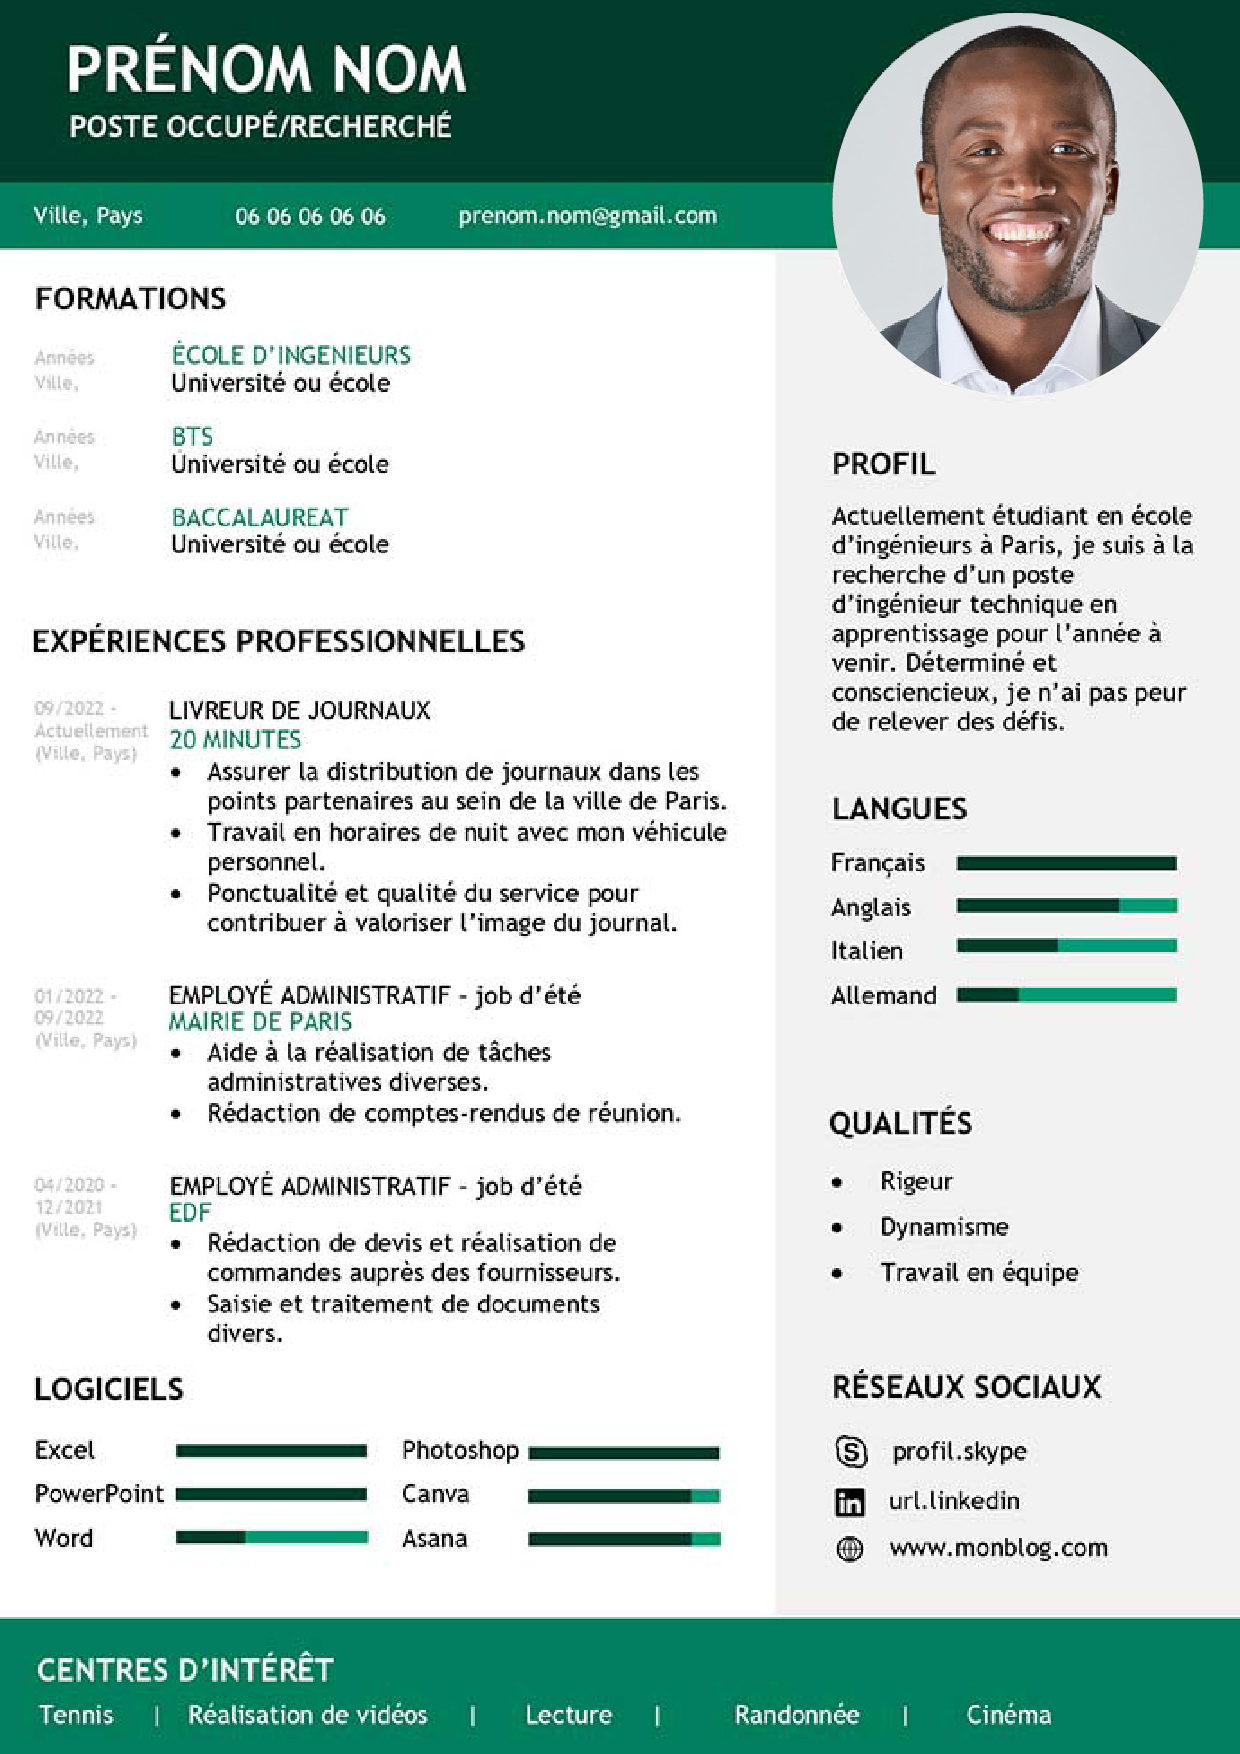 PRÉNOM NOM
POSTE OCCUPÉ/RECHERCHÉ
Ville, Pays
06 06 06 06 06
prenom.nom@gmail.com
FORMATIONS
Années
Ville,
ÉCOLE D’INGENIEURS
Université ou école
Années
Ville,
BTS
Université ou école
Années
Ville,
BACCALAUREAT
Université ou école
EXPÉRIENCES PROFESSIONNELLES
09/2022 -
Actuellement
(Ville, Pays)
LIVREUR DE JOURNAUX
20 MINUTES
• Assurer la distribution de journaux dans les
points partenaires au sein de la ville de Paris.
• Travail en horaires de nuit avec mon véhicule
personnel.
• Ponctualité et qualité du service pour
contribuer à valoriser l’image du journal.
01/2022 -
09/2022
(Ville, Pays)
EMPLOYÉ ADMINISTRATIF - job d’été
MAIRIE DE PARIS
• Aide à la réalisation de tâches
administratives diverses.
• Rédaction de comptes-rendus de réunion.
04/2020 -
12/2021
(Ville, Pays)
EMPLOYÉ ADMINISTRATIF - job d’été
EDF
• Rédaction de devis et réalisation de
commandes auprès des fournisseurs.
• Saisie et traitement de documents
divers.
LOGICIELS
Excel
PowerPoint
Word
Photoshop
Canva
Asana
PROFIL
Actuellement étudiant en école
d’ingénieurs à Paris, je suis à la
recherche d’un poste
d’ingénieur technique en
apprentissage pour l’année à
venir. Déterminé et
consciencieux, je n’ai pas peur
de relever des défis.
LANGUES
Français
Anglais
Italien
Allemand
QUALITÉS
• Rigeur
• Dynamisme
• Travail en équipe
RÉSEAUX SOCIAUX
profil.skype
url.linkedin
www.monblog.com
CENTRES D’INTÉRÊT
Tennis | Réalisation de vidéos | Lecture | Randonnée | Cinéma